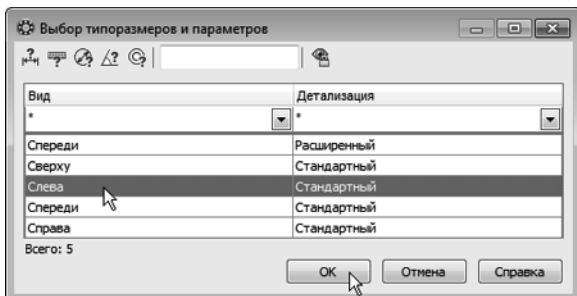 Выбор типоразмеров и параметров
Вид Детализация
* *
Спереди Расширенный
Сверху Стандартный
Слева Стандартный
Спереди Стандартный
Справа Стандартный
Всего: 5
OK Отмена Справка